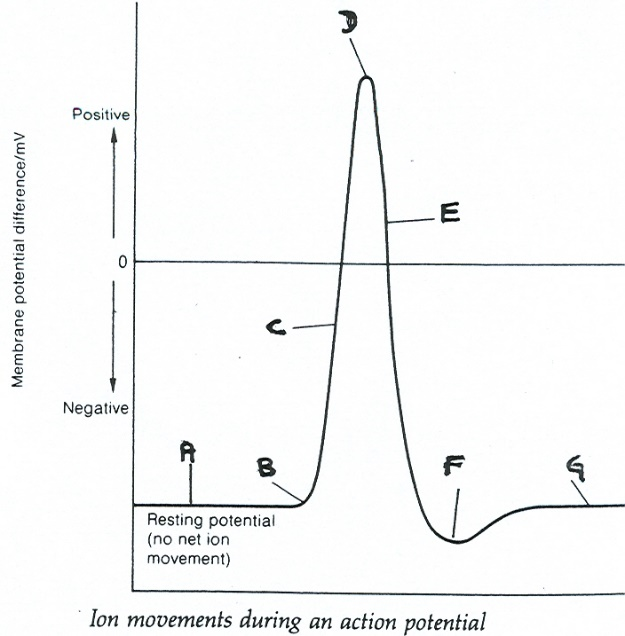 D
Positive
E
Membrane potential difference/mV
0
C
Negative
A
B
F
G
Resting potential
(no net ion
movement)
Ion movements during an action potential